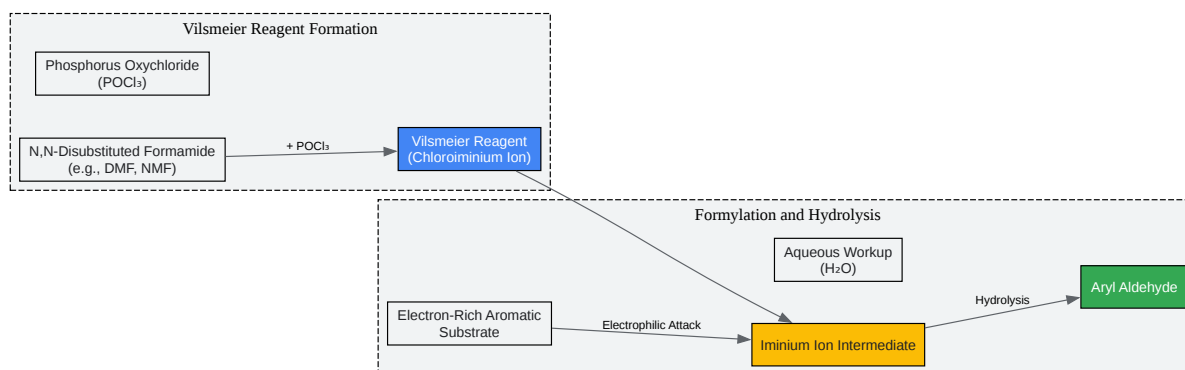 Vilsmeier Reagent Formation
Phosphorus Oxychloride
(POCl₃)
N,N-Disubstituted Formamide
(e.g., DMF, NMF)
+ POCl₃
Vilsmeier Reagent
(Chloroiminium Ion)
Formylation and Hydrolysis
Aqueous Workup
(H₂O)
Electron-Rich Aromatic
Substrate
Electrophilic Attack
Iminium Ion Intermediate
Hydrolysis
Aryl Aldehyde